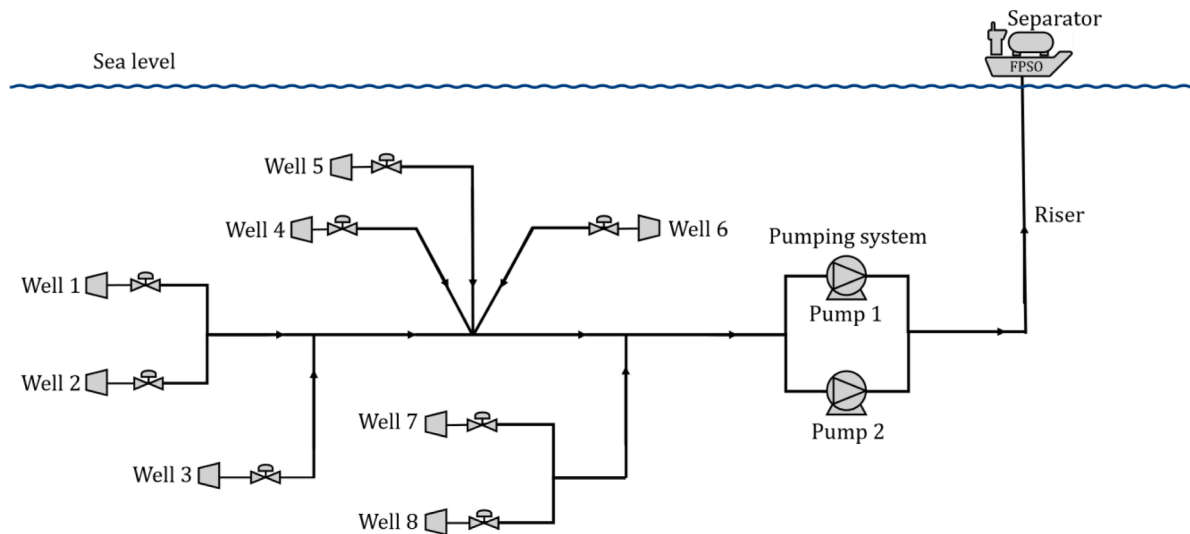 Separator
FPSO
Sea level
Well 5
Well 4
Well 6
Riser
Pumping system
Well 1
Pump 1
Well 2
Well 7
Pump 2
Well 3
Well 8